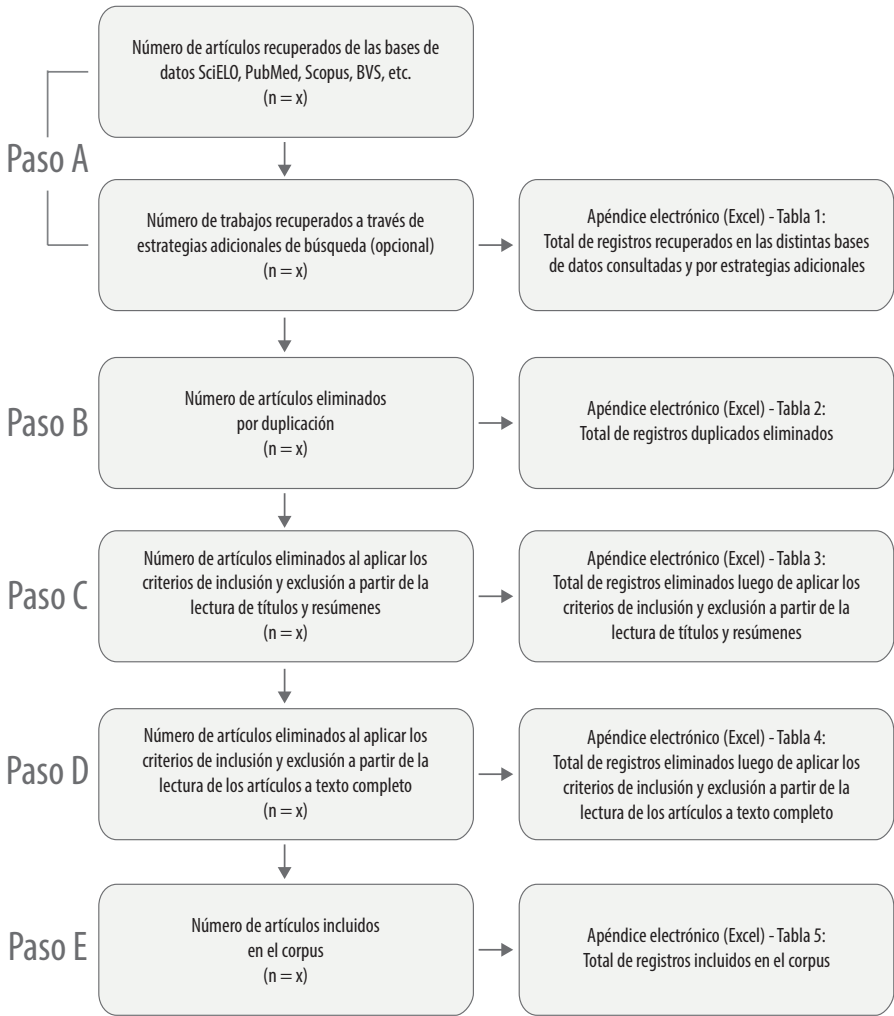 Paso A
Número de artículos recuperados de las bases de
datos SciELO, PubMed, Scopus, BVS, etc.
(n = x)
Número de trabajos recuperados a través de
estrategias adicionales de búsqueda (opcional)
(n = x)
Apéndice electrónico (Excel) - Tabla 1:
Total de registros recuperados en las distintas bases
de datos consultadas y por estrategias adicionales
Paso B
Número de artículos eliminados
por duplicación
(n = x)
Apéndice electrónico (Excel) - Tabla 2:
Total de registros duplicados eliminados
Paso C
Número de artículos eliminados al aplicar los
criterios de inclusión y exclusión a partir de la
lectura de títulos y resúmenes
(n = x)
Apéndice electrónico (Excel) - Tabla 3:
Total de registros eliminados luego de aplicar los
criterios de inclusión y exclusión a partir de la
lectura de títulos y resúmenes
Paso D
Número de artículos eliminados al aplicar los
criterios de inclusión y exclusión a partir de la
lectura de los artículos a texto completo
(n = x)
Apéndice electrónico (Excel) - Tabla 4:
Total de registros eliminados luego de aplicar los
criterios de inclusión y exclusión a partir de la
lectura de los artículos a texto completo
Paso E
Número de artículos incluidos
en el corpus
(n = x)
Apéndice electrónico (Excel) - Tabla 5:
Total de registros incluidos en el corpus